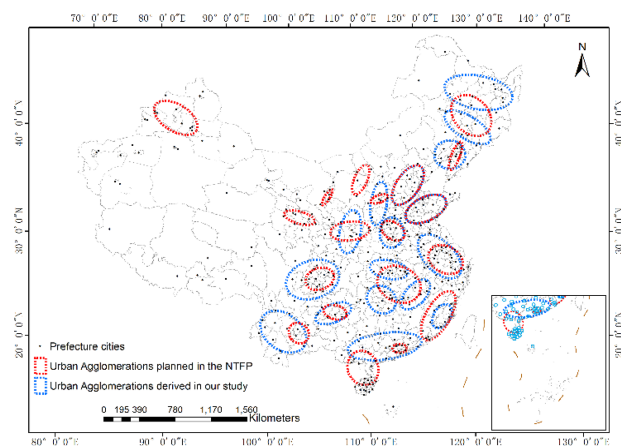 70° 0'0"E 80° 0'0"E 90° 0'0"E 100° 0'0"E 110° 0'0"E 120° 0'0"E 130° 0'0"E 140° 0'0"E
N
40° 0'0"N
40° 0'0"N
30° 0'0"N
30° 0'0"N
20° 0'0"N
20° 0'0"N
Prefecture cities
Urban Agglomerations planned in the NTFP
Urban Agglomerations derived in our study
0 195 390 780 1,170 1,560
Kilometers
80° 0'0"E 90° 0'0"E 100° 0'0"E 110° 0'0"E 120° 0'0"E 130° 0'0"E